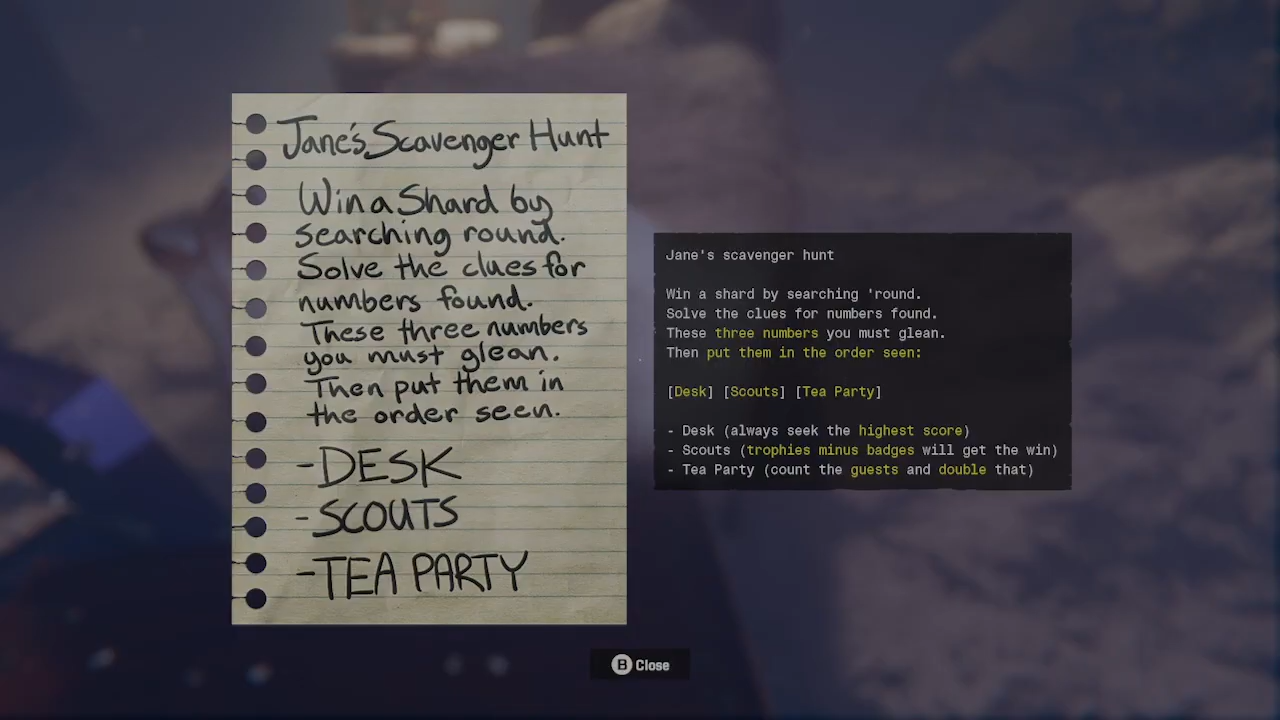 Jane's Scavenger Hunt
Win a Shard by
searching round.
Solve the clues for
numbers found.
These three numbers
you must glean.
Then put them in
the order seen.
-DESK
-SCOUTS
-TEA PARTY
Jane's scavenger hunt
Win a shard by searching 'round.
Solve the clues for numbers found.
These three numbers you must glean.
Then put them in the order seen:
[Desk] [Scouts] [Tea Party]
- Desk (always seek the highest score)
- Scouts (trophies minus badges will get the win)
- Tea Party (count the guests and double that)
B Close